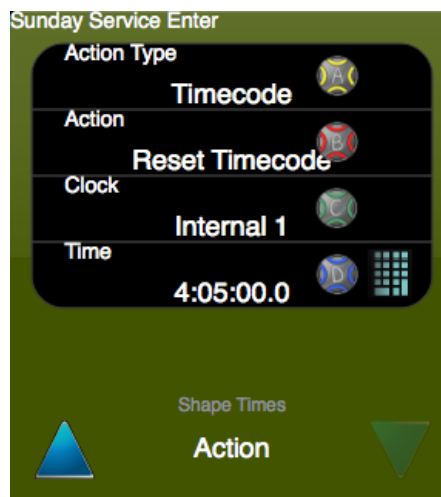 Sunday Service Enter
Action Type
A
Timecode
Action
B
Reset Timecode
Clock
C
Internal 1
Time
D
4:05:00.0
Shape Times
Action